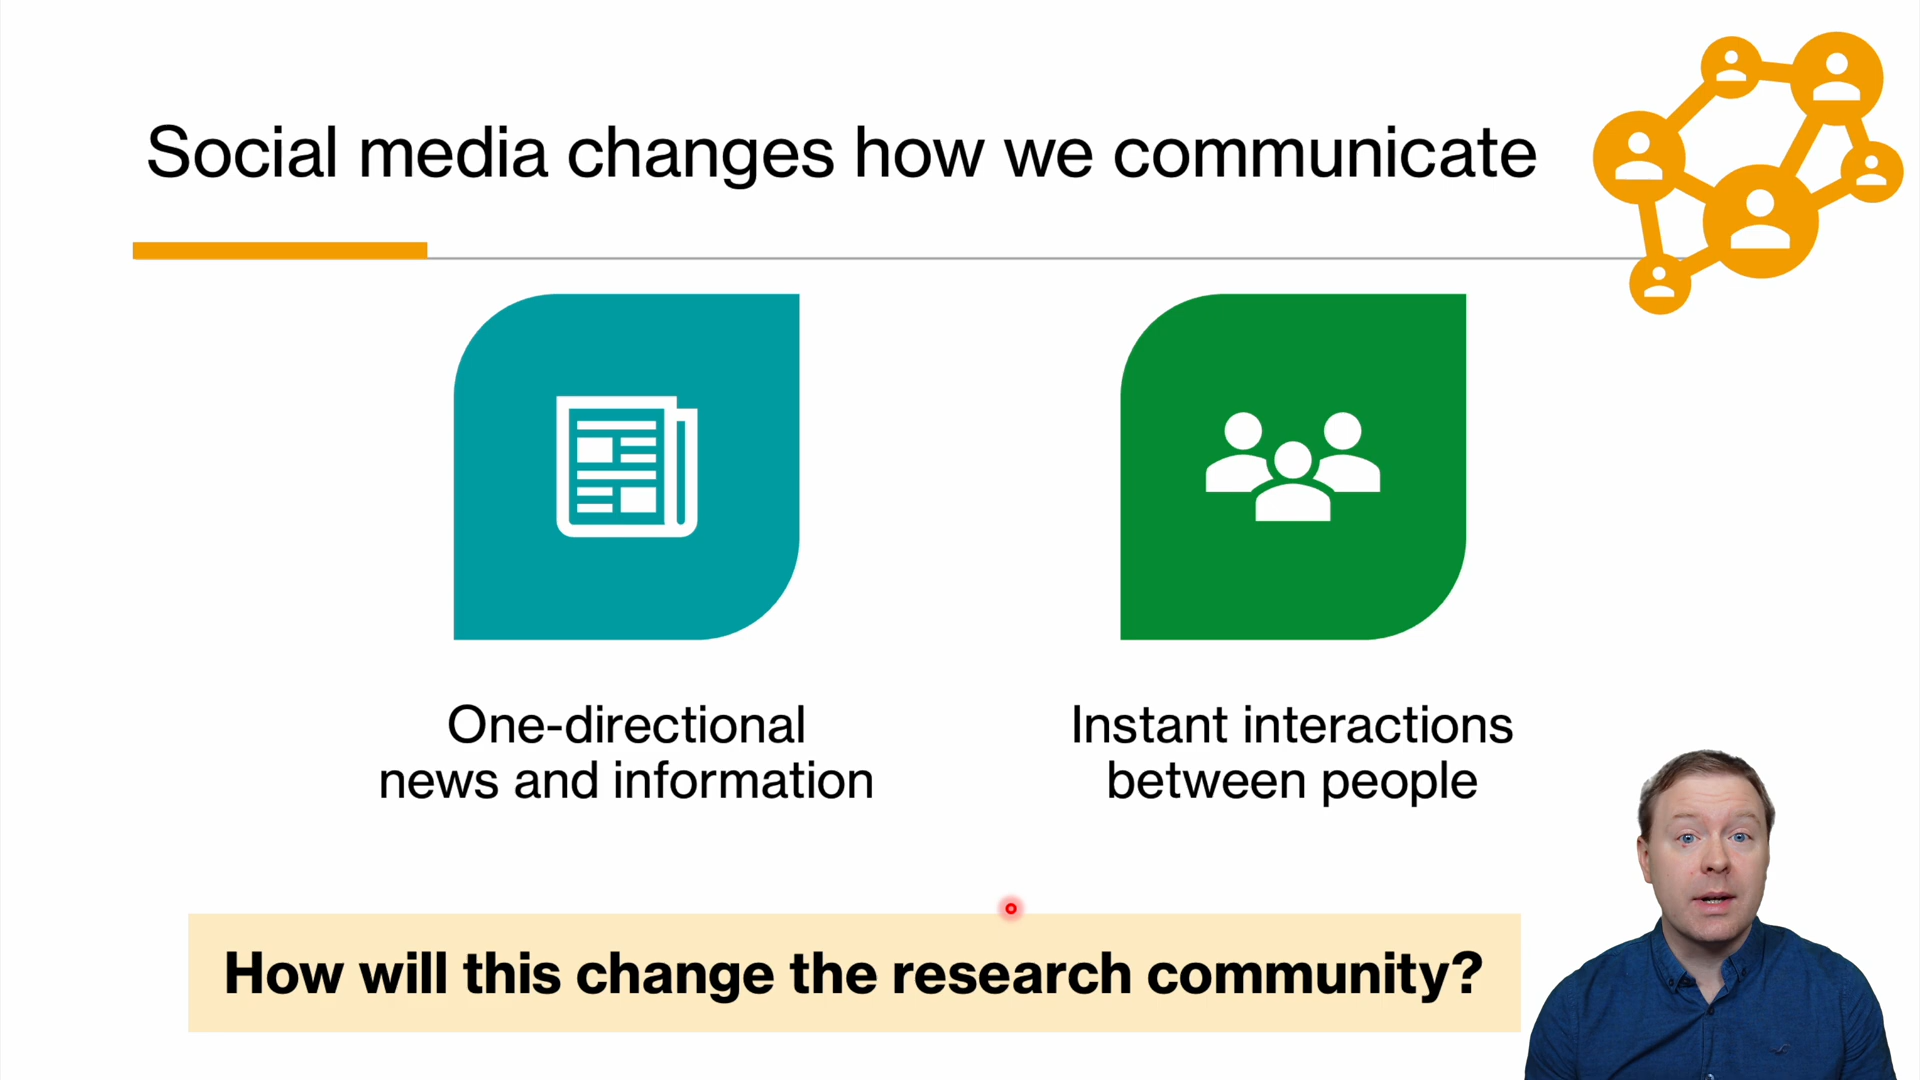 Social media changes how we communicate
One-directional
news and information
Instant interactions
between people
How will this change the research community?